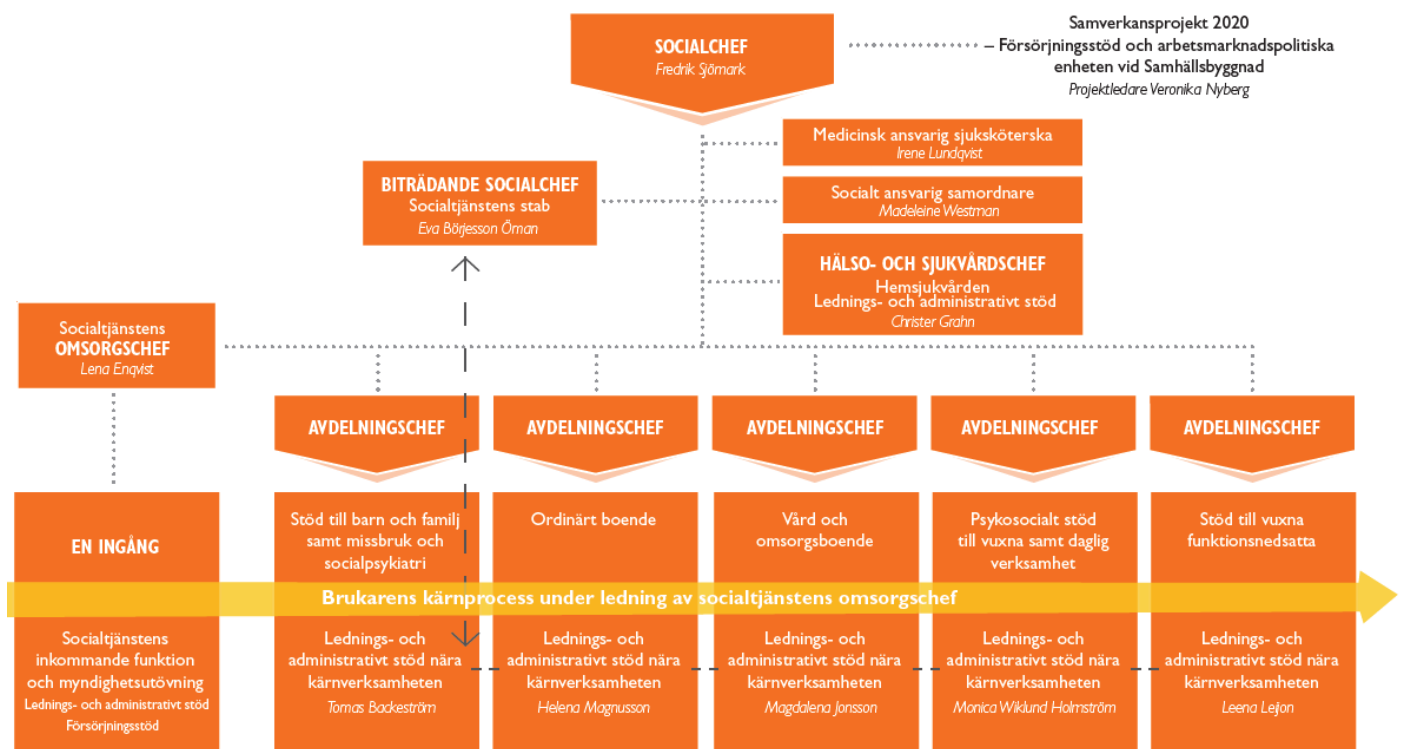 SOCIALCHEF
Fredrik Sjömark
Samverkansprojekt 2020
– Försörjningsstöd och arbetsmarknadspolitiska
enheten vid Samhällsbyggnad
Projektledare Veronika Nyberg
Medicinsk ansvarig sjuksköterska
Irene Lundqvist
BITRÄDANDE SOCIALCHEF
Socialtjänstens stab
Eva Börjesson Öman
Socialt ansvarig samordnare
Madeleine Westman
HÄLSO- OCH SJUKVÅRDSCHEF
Hemsjukvården
Lednings- och administrativt stöd
Christer Grahn
Socialtjänstens
OMSORGSCHEF
Lena Enqvist
AVDELNINGSCHEF
AVDELNINGSCHEF
AVDELNINGSCHEF
AVDELNINGSCHEF
AVDELNINGSCHEF
EN INGÅNG
Stöd till barn och familj
samt missbruk och
socialpsykiatri
Ordinärt boende
Vård och
omsorgsboende
Psykosocialt stöd
till vuxna samt daglig
verksamhet
Stöd till vuxna
funktionsnedsatta
Brukarens kärnprocess under ledning av socialtjänstens omsorgschef
Socialtjänstens
inkommande funktion
och myndighetsutövning
Lednings- och administrativt stöd
Försörjningsstöd
Lednings- och
administrativt stöd nära
kärnverksamheten
Tomas Backeström
Lednings- och
administrativt stöd nära
kärnverksamheten
Helena Magnusson
Lednings- och
administrativt stöd nära
kärnverksamheten
Magdalena Jonsson
Lednings- och
administrativt stöd nära
kärnverksamheten
Monica Wiklund Holmström
Lednings- och
administrativt stöd nära
kärnverksamheten
Leena Leijon